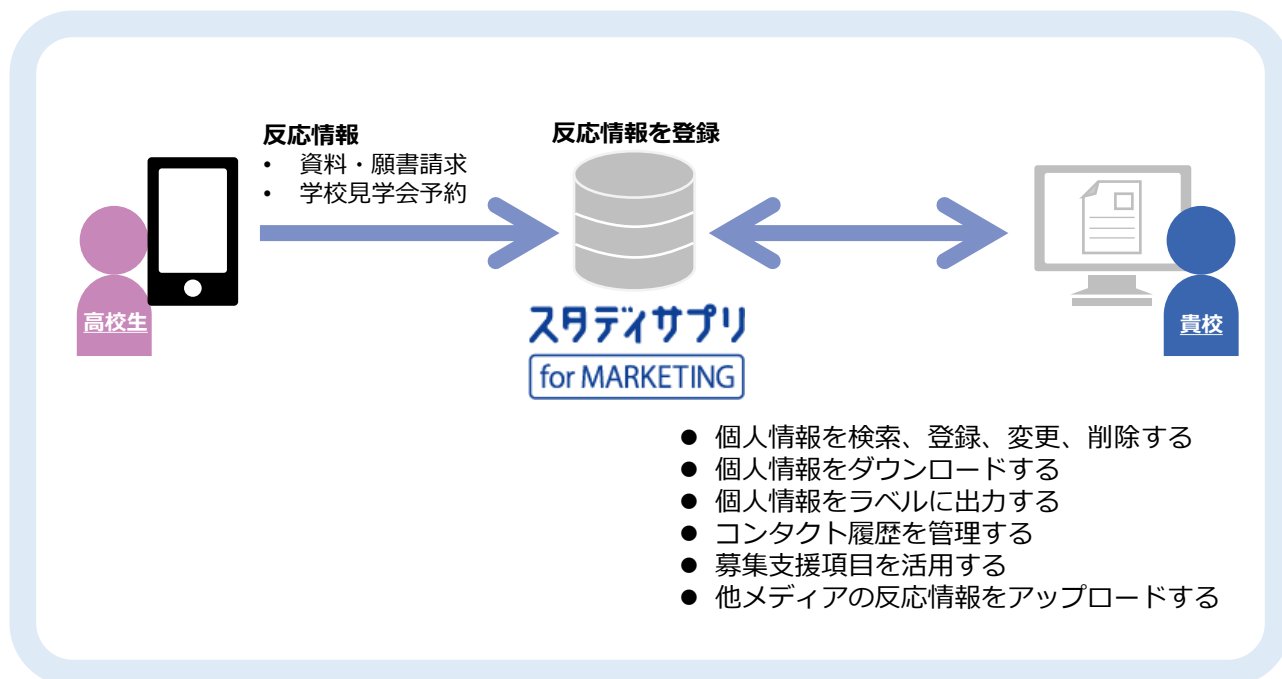 反応情報
• 資料・願書請求
• 学校見学会予約
反応情報を登録
高校生
貴校
スタディサプリ
for MARKETING
● 個人情報を検索、登録、変更、削除する
● 個人情報をダウンロードする
● 個人情報をラベルに出力する
● コンタクト履歴を管理する
● 募集支援項目を活用する
● 他メディアの反応情報をアップロードする